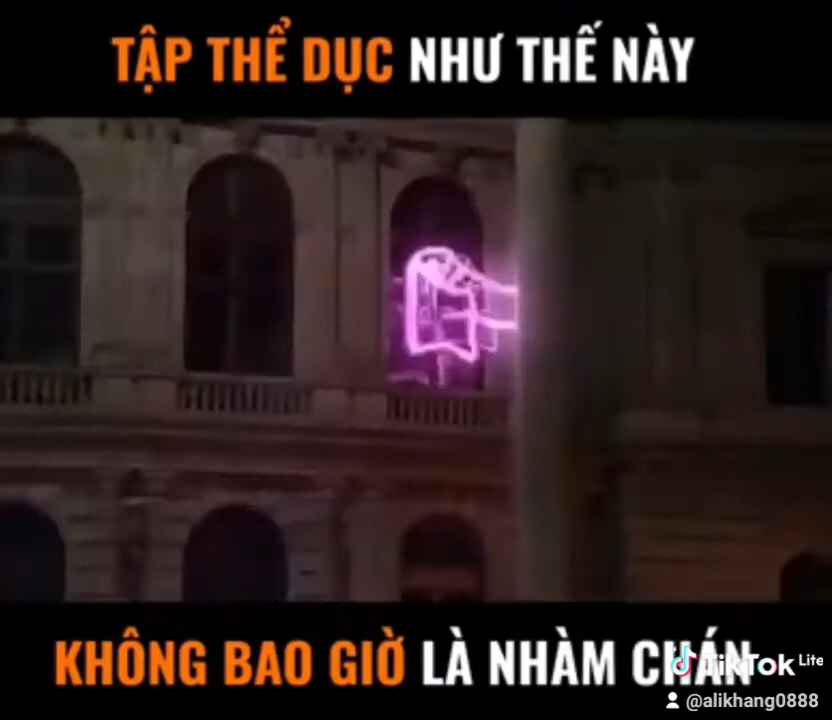 TẬP THỂ DỤC NHƯ THẾ NÀY
KHÔNG BAO GIỜ LÀ NHÀM CHÁN
TikTok Lite
@alikhang0888